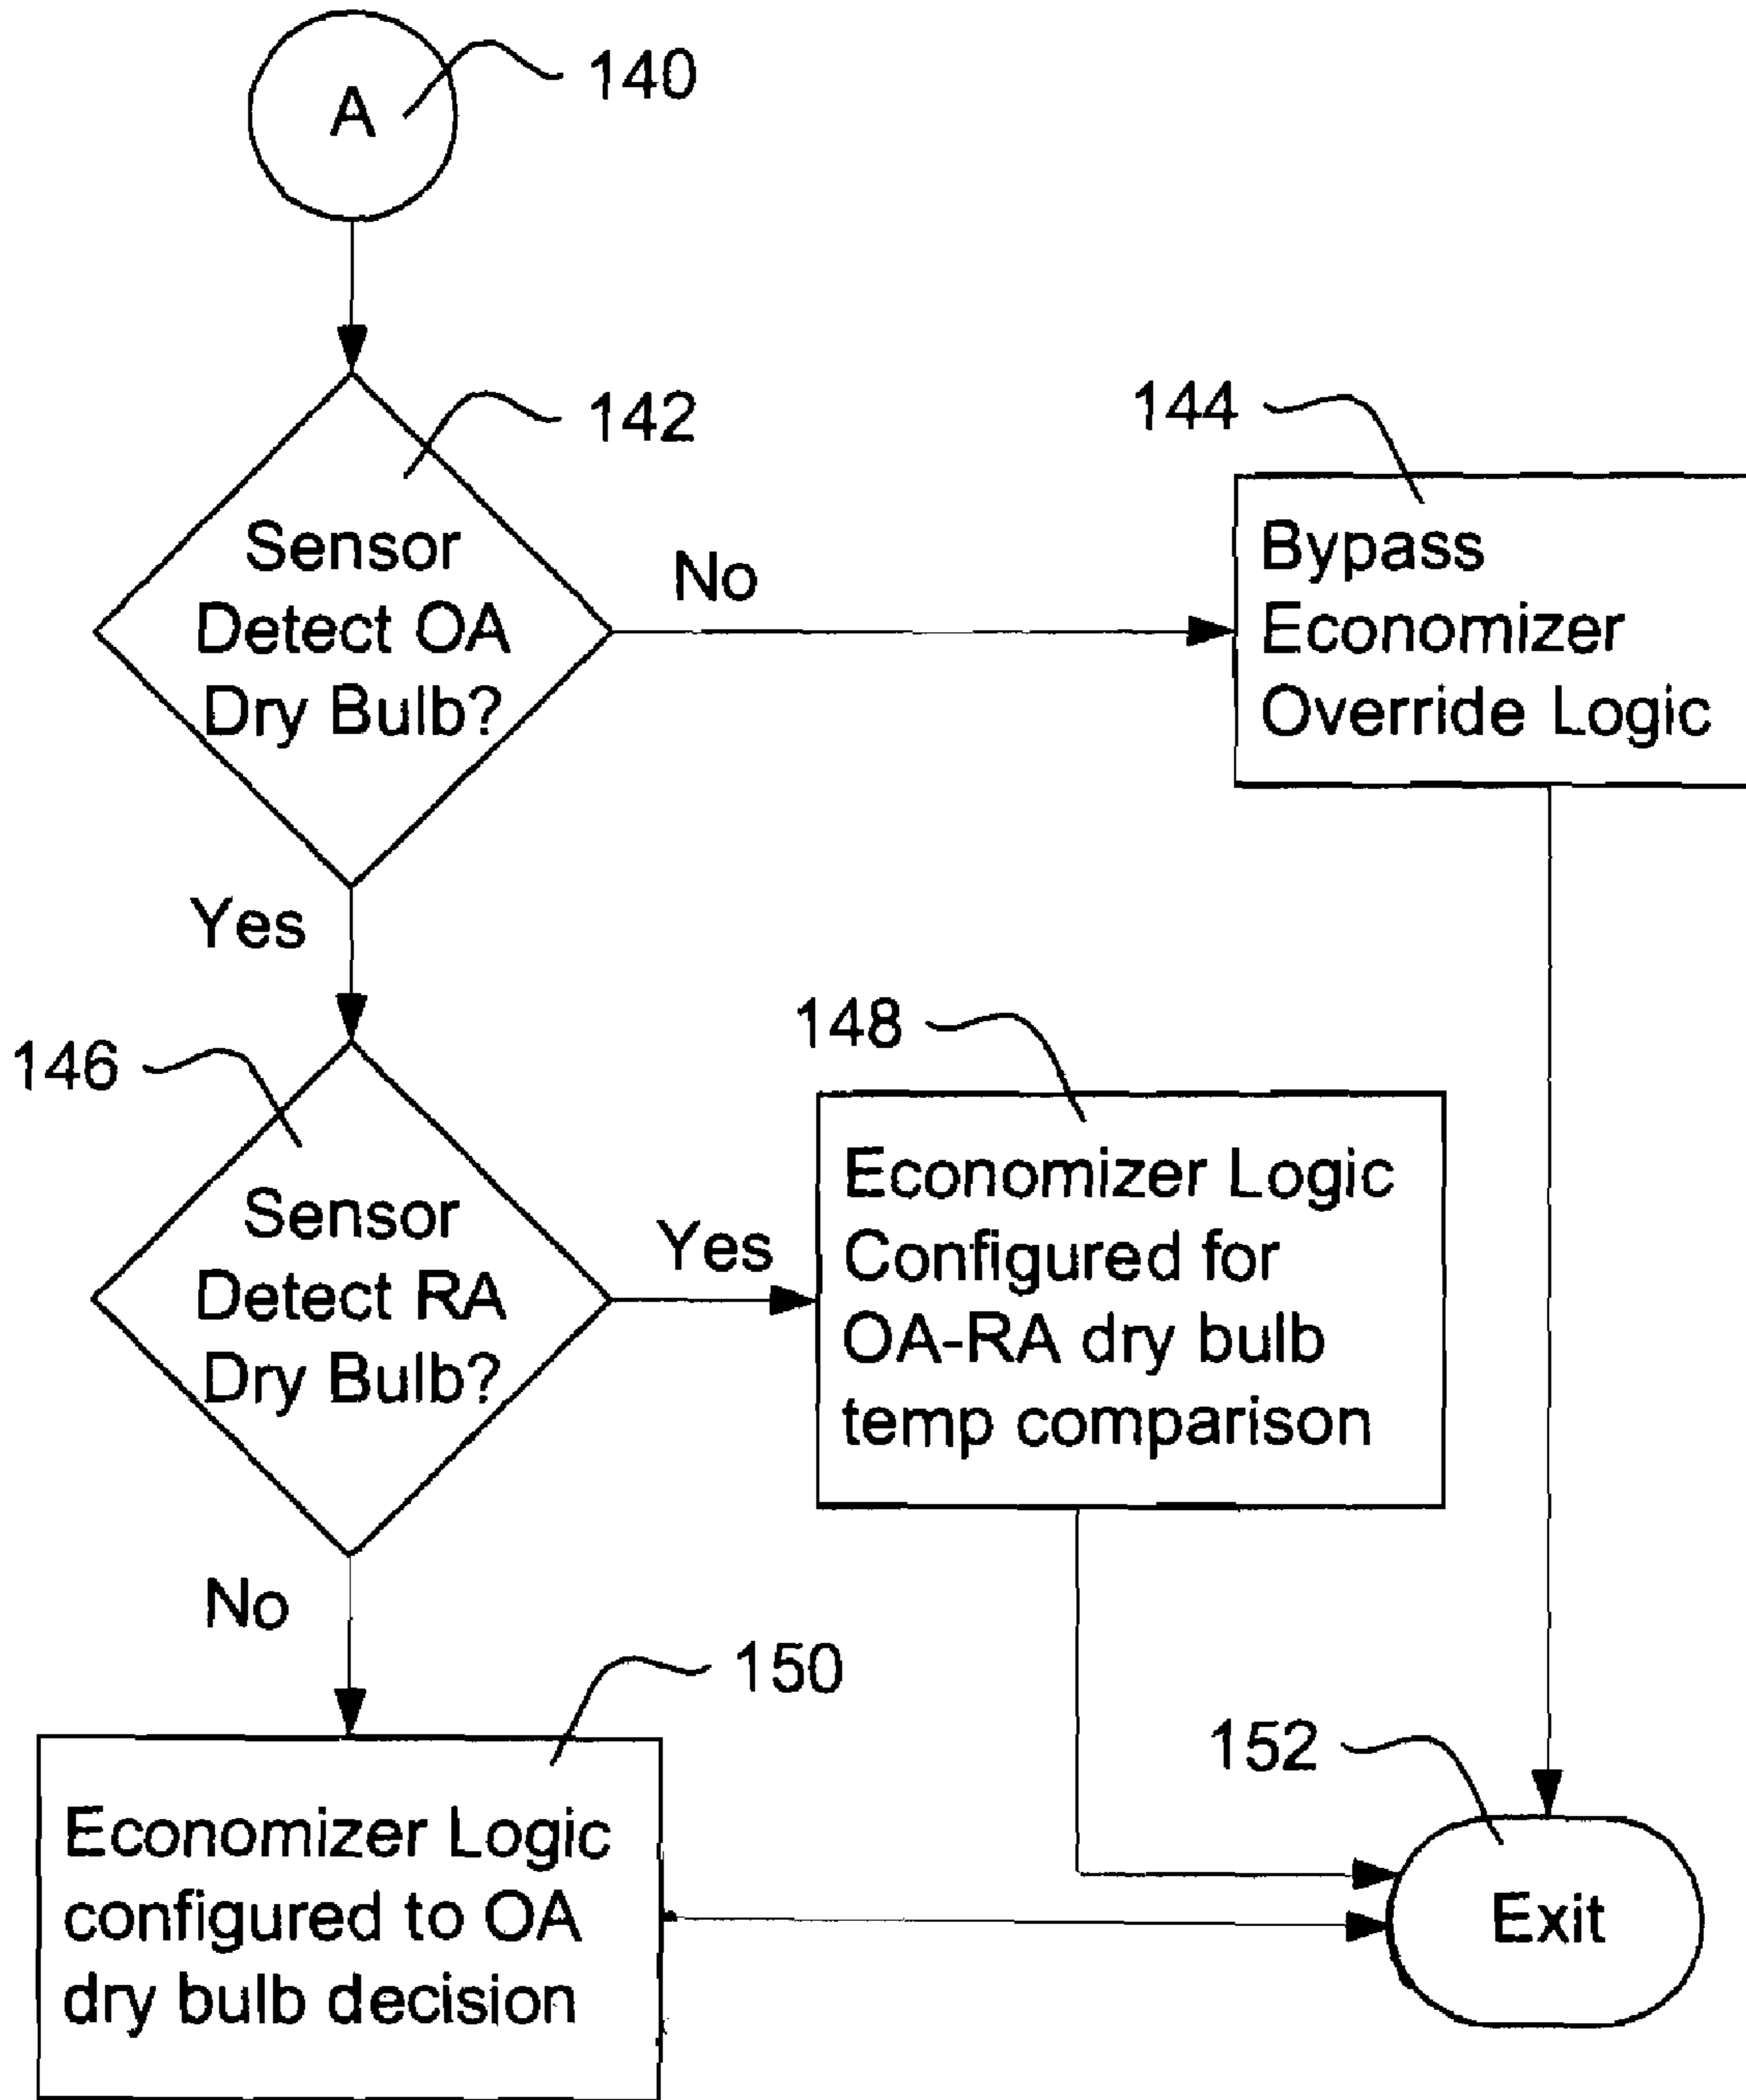 A
140
142
144
Sensor
Detect OA
Dry Bulb?
No
Bypass
Economizer
Override Logic
Yes
146
148
Sensor
Detect RA
Dry Bulb?
Yes
Economizer Logic
Configured for
OA-RA dry bulb
temp comparison
No
150
152
Economizer Logic
configured to OA
dry bulb decision
Exit